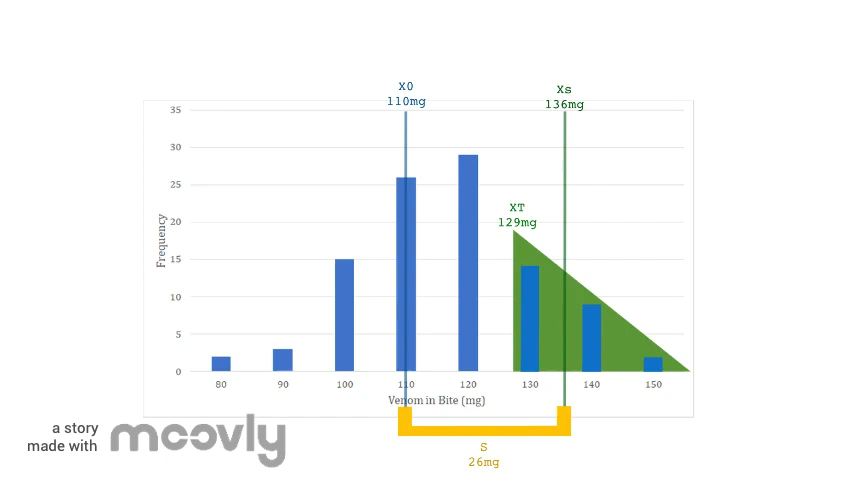 X0
110mg
Xs
136mg
35
30
25
20
15
10
5
0
Frequency
XT
129mg
80 90 100 110 120 130 140 150
Venom in Bite (mg)
S
26mg
a story
made with
moovly